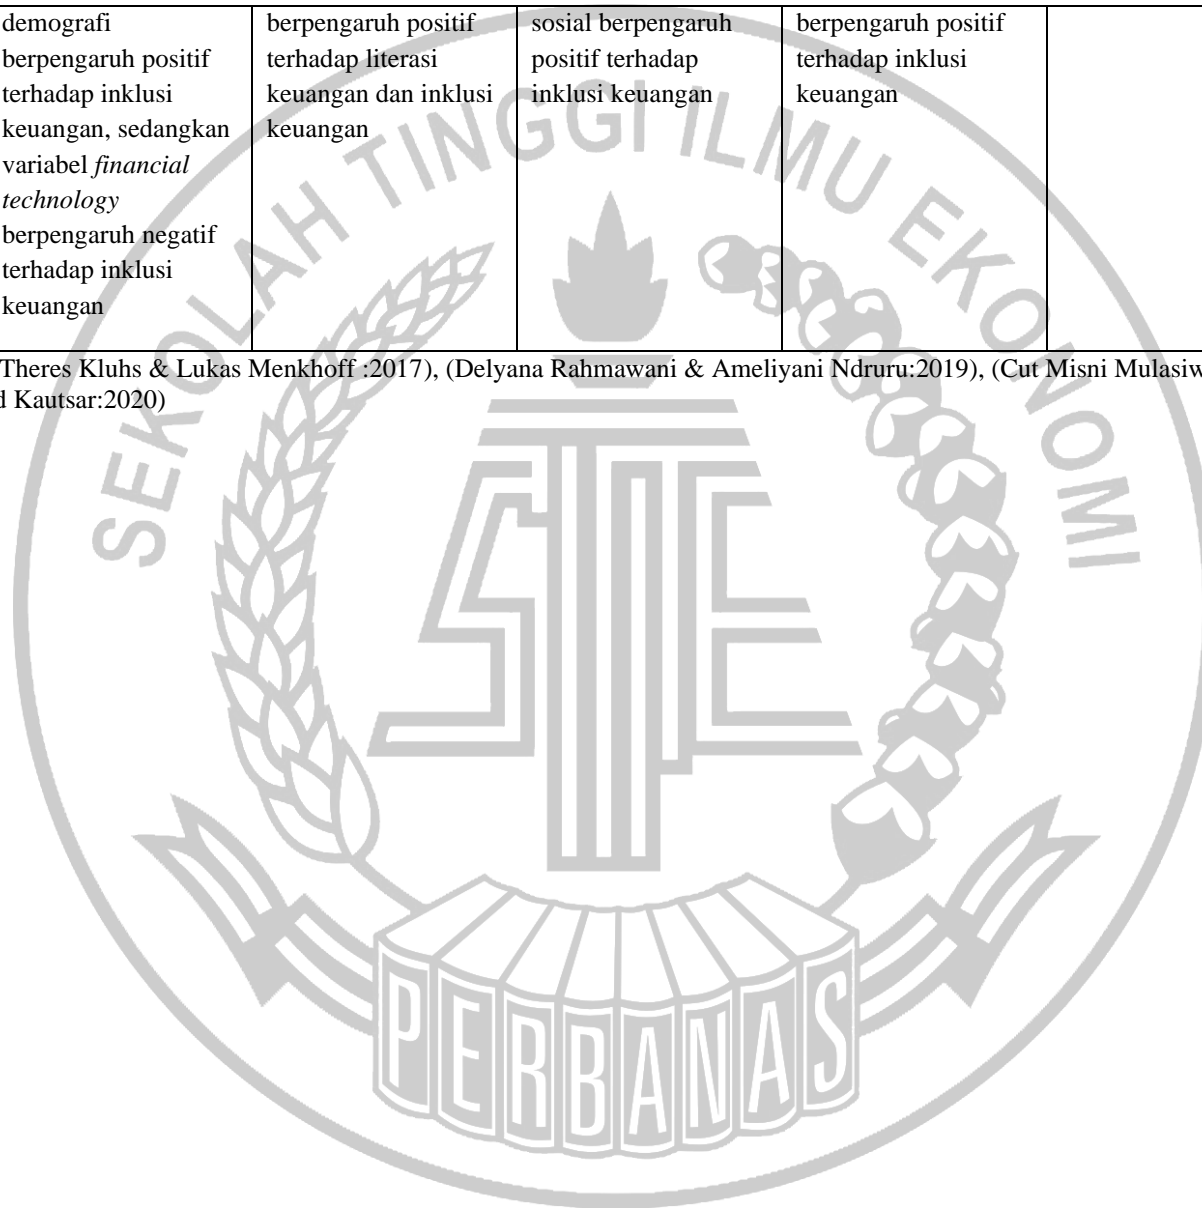 demografi
berpengaruh positif
terhadap inklusi
keuangan, sedangkan
variabel financial
technology
berpengaruh negatif
terhadap inklusi
keuangan
berpengaruh positif
terhadap literasi
keuangan dan inklusi
keuangan
sosial berpengaruh
positif terhadap
inklusi keuangan
berpengaruh positif
terhadap inklusi
keuangan
Theres Kluhs & Lukas Menkhoff :2017), (Delyana Rahmawani & Ameliyani Ndruru:2019), (Cut Misni Mulasiw
d Kautsar:2020)
SEKOLAH TINGGI ILMU EKONOMI
STIE
PERBANAS